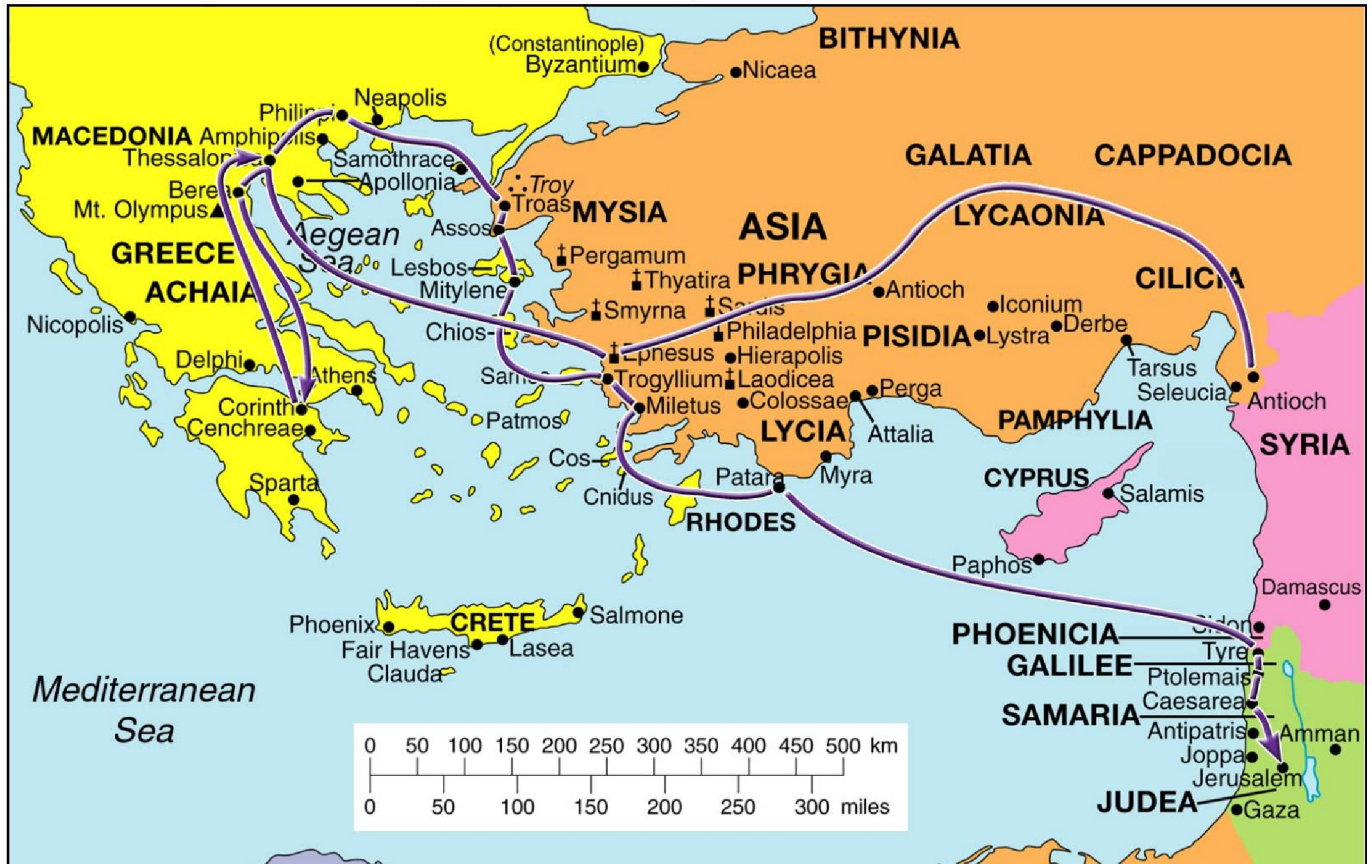 (Constantinople)
Byzantium
BITHYNIA
Nicaea
Neapolis
Philippi
MACEDONIA
Amphipolis
Thessalonica
Samothrace
Apollonia
Berea
Mt. Olympus
Troy
Troas
MYSIA
GALATIA
CAPPADOCIA
LYCAONIA
ASIA
Assos
Aegean
Sea
GREECE
ACHAIA
Lesbos
Mitylene
Pergamum
Thyatira
PHRYGIA
Antioch
CILICIA
Smyrna
Sardis
Iconium
Nicopolis
Chios
Philadelphia
PISIDIA
Lystra
Derbe
Delphi
Athens
Ephesus
Hierapolis
Tarsus
Samos
Trogyllium
Laodicea
Perga
Seleucia
Antioch
Corinth
Cenchreae
Patmos
Miletus
Colossae
Attalia
PAMPHYLIA
LYCIA
SYRIA
Cos
Cnidus
Patara
Myra
CYPRUS
Salamis
Sparta
RHODES
Paphos
Damascus
Phoenix
CRETE
Salmone
Fair Havens
Lasea
Clauda
Sidon
PHOENICIA
Tyre
GALILEE
Ptolemais
Caesarea
Mediterranean
Sea
SAMARIA
Antipatris
Amman
Joppa
Jerusalem
JUDEA
Gaza
0 50 100 150 200 250 300 350 400 450 500 km
0 50 100 150 200 250 300 miles